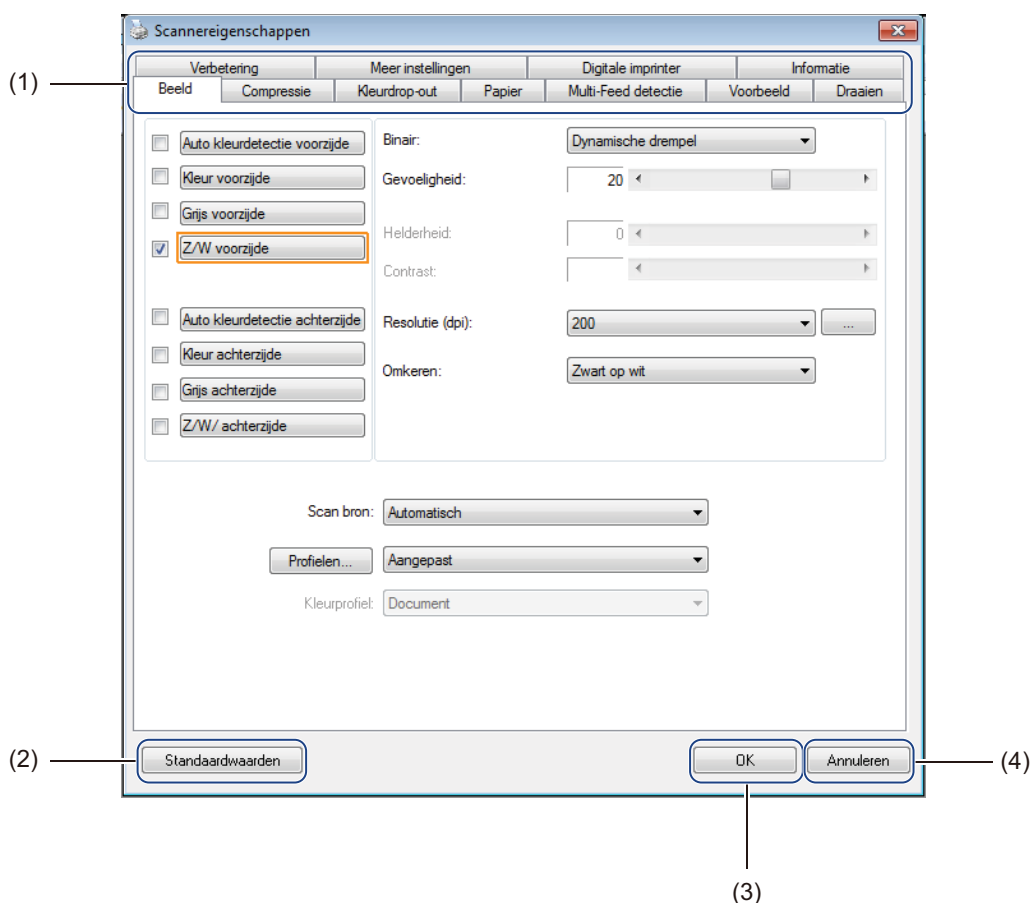 Scannereigenschappen
(1)
Verbetering Meer instellingen Digitale imprinter Informatie
Beeld Compressie Kleurdrop-out Papier Multi-Feed detectie Voorbeeld Draaien
Auto kleurdetectie voorzijde
Kleur voorzijde
Grijs voorzijde
Z/W voorzijde
Auto kleurdetectie achterzijde
Kleur achterzijde
Grijs achterzijde
Z/W/ achterzijde
Binair: Dynamische drempel
Gevoeligheid: 20
Helderheid: 0
Contrast:
Resolutie (dpi): 200 ...
Omkeren: Zwart op wit
Scan bron: Automatisch
Profielen... Aangepast
Kleurprofiel: Document
(2) Standaardwaarden OK Annuleren (4)
(3)